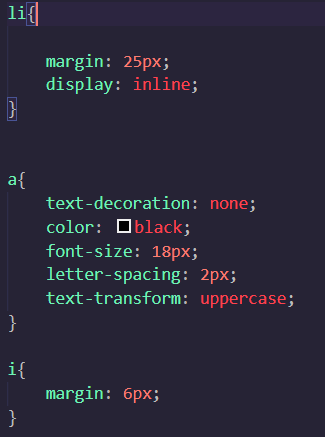 li{
margin: 25px;
display: inline;
}
a{
text-decoration: none;
color: black;
font-size: 18px;
letter-spacing: 2px;
text-transform: uppercase;
}
i{
margin: 6px;
}